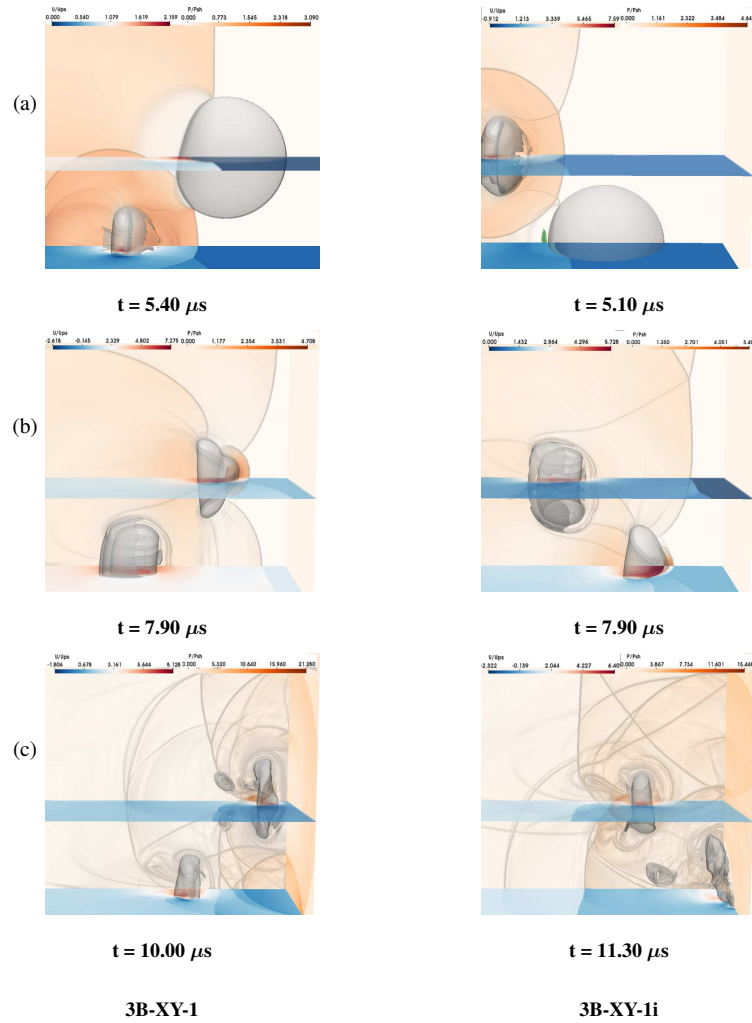 U/Ups P/Psh U/Ups P/Psh
0.000 0.540 1.079 1.619 2.159 0.000 0.773 1.545 2.318 3.090 -0.912 1.213 3.339 5.465 7.59 0.000 1.161 2.322 3.484 4.64
(a)
t = 5.40 μs t = 5.10 μs
U/Ups P/Psh U/Ups P/Psh
-2.618 -0.145 2.329 4.802 7.275 0.000 1.177 2.354 3.531 4.708 0.000 1.432 2.864 4.296 5.728 0.000 2.701 4.051 5.40
(b)
t = 7.90 μs t = 7.90 μs
U/Ups P/Psh U/Ups P/Psh
-1.806 0.678 3.161 5.644 8.128 0.000 5.320 10.640 15.960 -2.322 -0.139 2.044 4.227 6.40 0.000 3.867 7.734 11.601 15.468
(c)
t = 10.00 μs t = 11.30 μs
3B-XY-1 3B-XY-1i